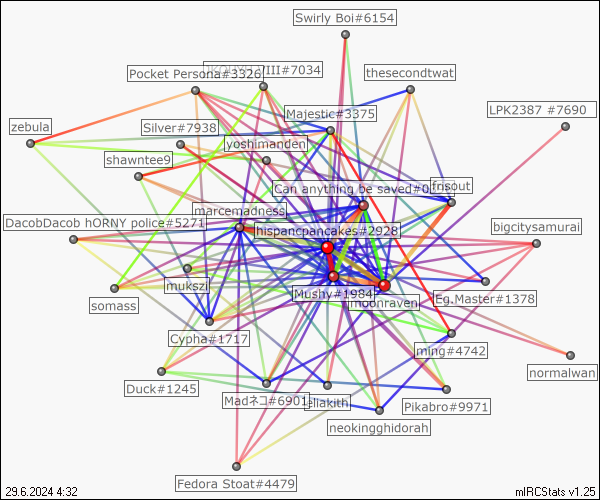 Swirly Boi#6154
VIII#7034
Pocket Persona#3326
thesecondtwat
LPK2387 #7690
Majestic#3375
zebula
Silver#7938
yoshimanden
shawntee9
frisout
Can anything be saved#0
marcemadness
DacobDacob hORNY police#5271
hispancpancakes#2928
bigcitysamurai
mukszi
Mushy#1984
moonraven
Eg.Master#1378
somass
Cypha#1717
ming#4742
normalwan
Duck#1245
Madネコ#6901
eliakith
Pikabro#9971
neokingghidorah
Fedora Stoat#4479
29.6.2024 4:32
mIRCStats v1.25